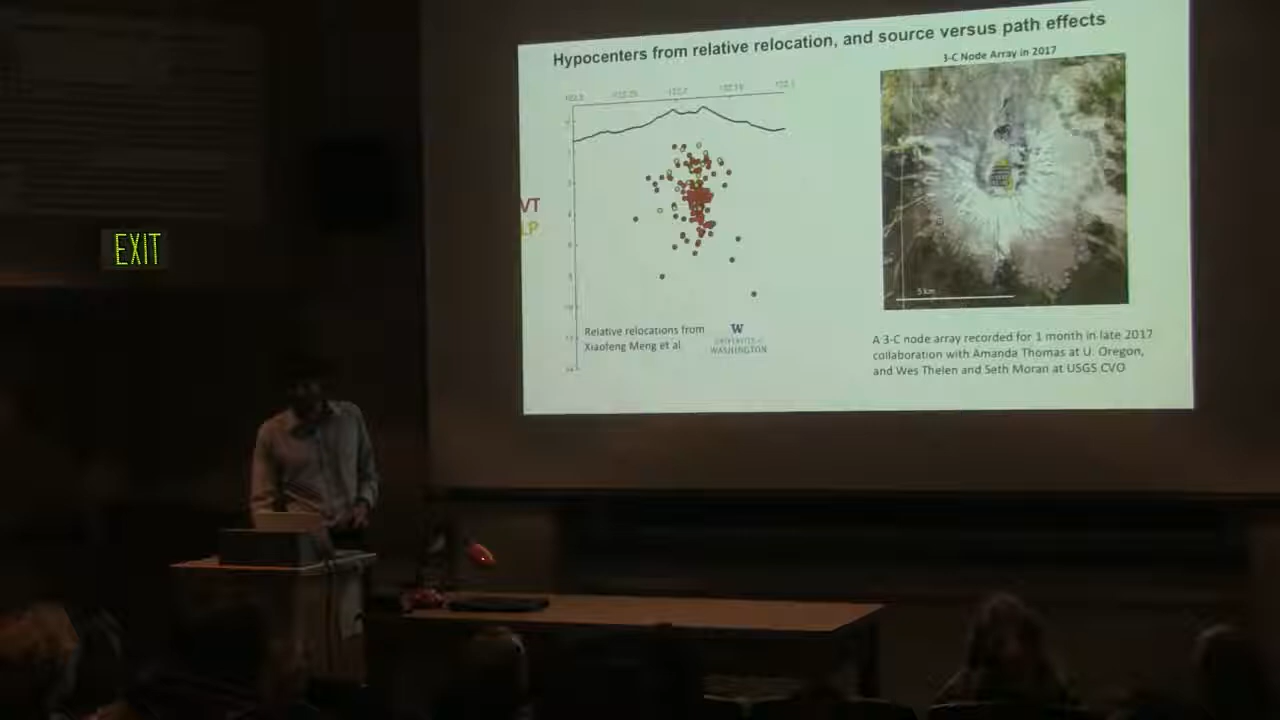 Hypocenters from relative relocation, and source versus path effects
3-C Node Array in 2017
VT
LP
EXIT
5 km
Relative relocations from
Xiaofeng Meng et al
W
UNIVERSITY of
WASHINGTON
A 3-C node array recorded for 1 month in late 2017
collaboration with Amanda Thomas at U. Oregon,
and Wes Thelen and Seth Moran at USGS CVO